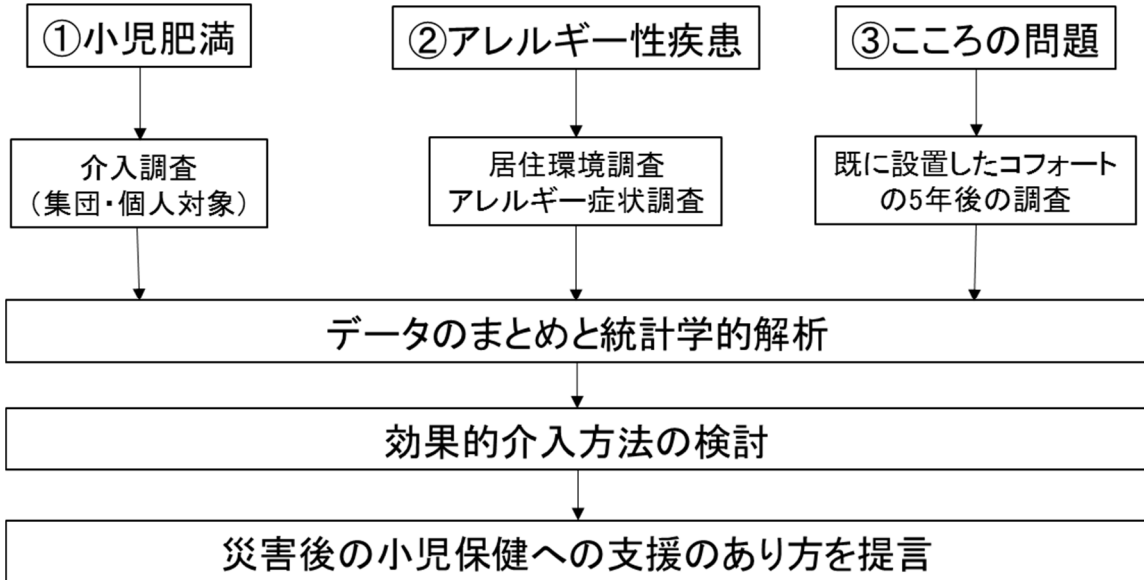 ①小児肥満
②アレルギー性疾患
③こころの問題
介入調査
(集団・個人対象)
居住環境調査
アレルギー症状調査
既に設置したコフォート
の5年後の調査
データのまとめと統計学的解析
効果的介入方法の検討
災害後の小児保健への支援のあり方を提言